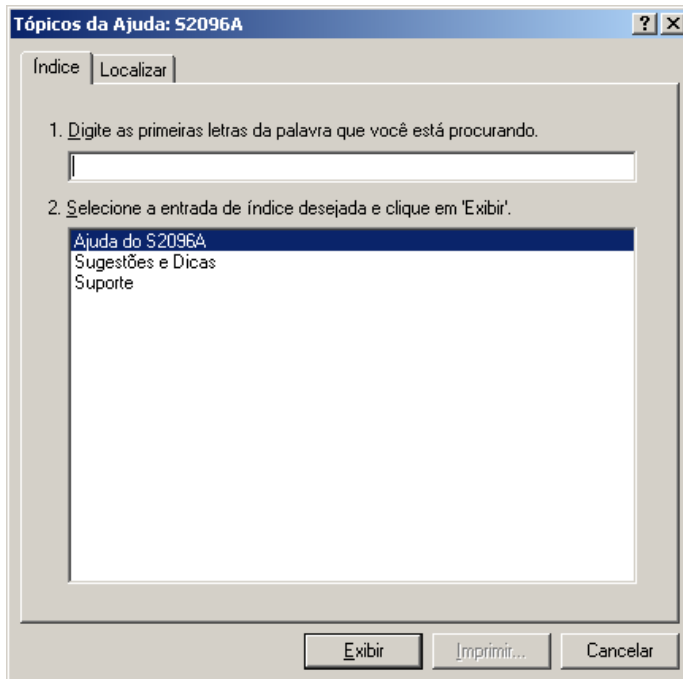 Tópicos da Ajuda: S2096A
Índice
Localizar
1. Digite as primeiras letras da palavra que você está procurando.
2. Selecione a entrada de índice desejada e clique em 'Exibir'.
Ajuda do S2096A
Sugestões e Dicas
Suporte
Exibir
Imprimir...
Cancelar